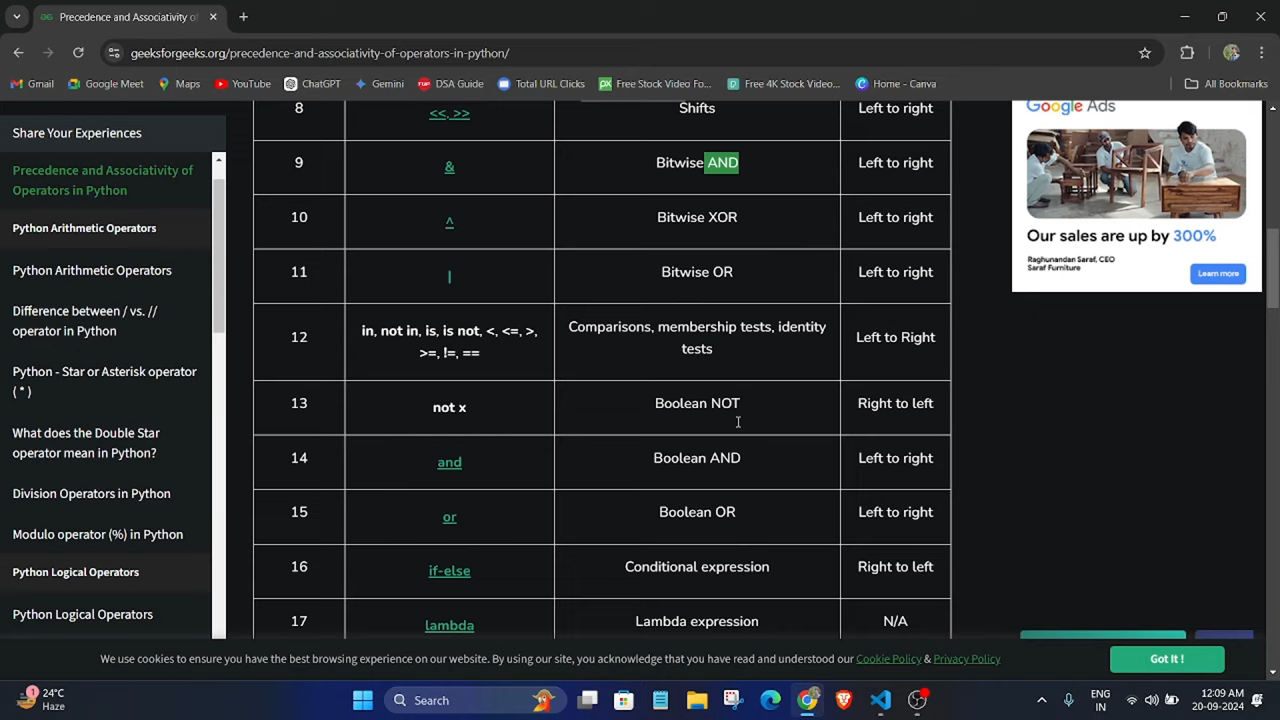 Precedence and Associativity of
geeksforgeeks.org/precedence-and-associativity-of-operators-in-python/
Gmail
Google Meet
Maps
YouTube
ChatGPT
Gemini
DSA Guide
Total URL Clicks
Free Stock Video Fo...
Free 4K Stock Video...
Home - Canva
All Bookmarks
Share Your Experiences
Precedence and Associativity of
Operators in Python
Python Arithmetic Operators
Python Arithmetic Operators
Difference between / vs. //
operator in Python
Python - Star or Asterisk operator
( * )
What does the Double Star
operator mean in Python?
Division Operators in Python
Modulo operator (%) in Python
Python Logical Operators
Python Logical Operators
8 <<, >> Shifts Left to right
9 & Bitwise AND Left to right
10 ^ Bitwise XOR Left to right
11 | Bitwise OR Left to right
12 in, not in, is, is not, <, <=, >, Comparisons, membership tests, identity Left to Right
>=, !=, == tests
13 not x Boolean NOT Right to left
14 and Boolean AND Left to right
15 or Boolean OR Left to right
16 if-else Conditional expression Right to left
17 lambda Lambda expression N/A
Google Ads
Our sales are up by 300%
Raghunandan Saraf, CEO
Saraf Furniture
Learn more
We use cookies to ensure you have the best browsing experience on our website. By using our site, you acknowledge that you have read and understood our Cookie Policy & Privacy Policy
Got It !
24°C
Haze
Search
ENG
IN
12:09 AM
20-09-2024